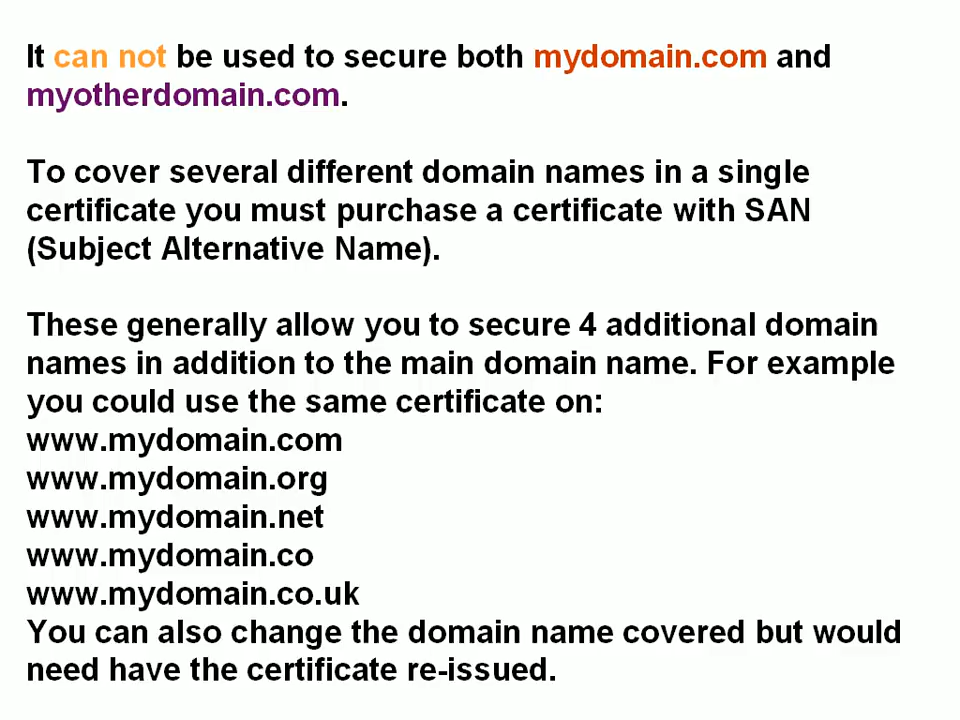 It can not be used to secure both mydomain.com and
myotherdomain.com.
To cover several different domain names in a single
certificate you must purchase a certificate with SAN
(Subject Alternative Name).
These generally allow you to secure 4 additional domain
names in addition to the main domain name. For example
you could use the same certificate on:
www.mydomain.com
www.mydomain.org
www.mydomain.net
www.mydomain.co
www.mydomain.co.uk
You can also change the domain name covered but would
need have the certificate re-issued.